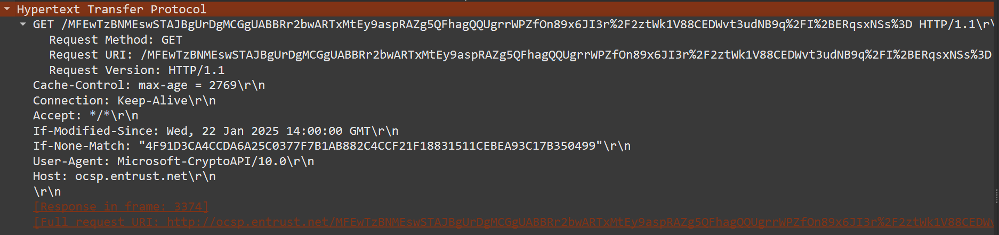 Hypertext Transfer Protocol
GET /MFEwTzBNMEswSTAJBgUrDgMCGgUABBRr2bwARTxMtEy9aspRAZg5QFhagQQUgrrWPZfOn89x6JI3r%2F2ztWk1V88CEDWvt3udNB9q%2FI%2BERqsxNSs%3D HTTP/1.1\r\
Request Method: GET
Request URI: /MFEwTzBNMEswSTAJBgUrDgMCGgUABBRr2bwARTxMtEy9aspRAZg5QFhagQQUgrrWPZfOn89x6JI3r%2F2ztWk1V88CEDWvt3udNB9q%2FI%2BERqsxNSs%3D
Request Version: HTTP/1.1
Cache-Control: max-age = 2769\r\n
Connection: Keep-Alive\r\n
Accept: */*\r\n
If-Modified-Since: Wed, 22 Jan 2025 14:00:00 GMT\r\n
If-None-Match: "4F91D3CA4CCDA6A25C0377F7B1AB882C4CCF21F18831511CEBEA93C17B350499"\r\n
User-Agent: Microsoft-CryptoAPI/10.0\r\n
Host: ocsp.entrust.net\r\n
\r\n
[Response in frame: 3374]
[Full request URI: http://ocsp.entrust.net/MFEwTzBNMEswSTAJBgUrDgMCGgUABBRr2bwARTxMtEy9aspRAZg5QFhagQQUgrrWPZfOn89x6JI3r%2F2ztWk1V88CEDWv